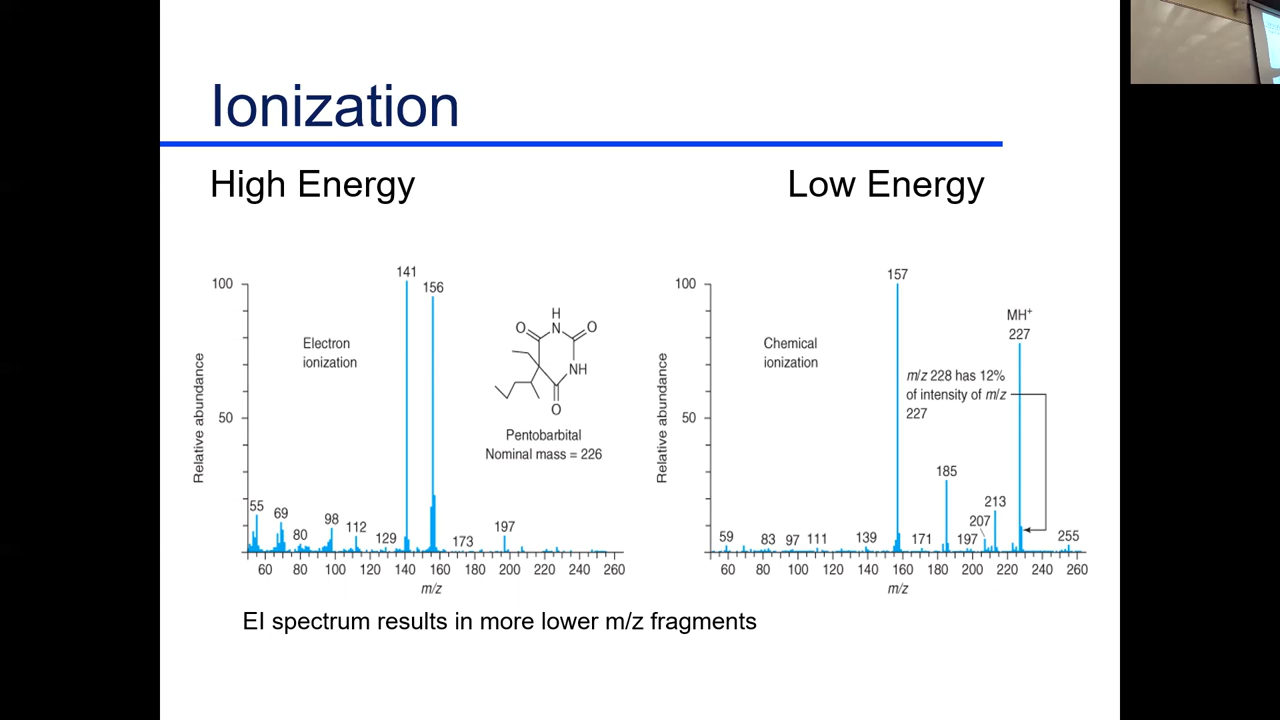 Ionization
High Energy
Low Energy
Relative abundance
100
50
Electron
ionization
141
156
55
69
80
98
112
129
173
197
60 80 100 120 140 160 180 200 220 240 260
m/z
H
O
N
O
NH
O
Pentobarbital
Nominal mass = 226
Relative abundance
100
50
Chemical
ionization
157
MH+
227
m/z 228 has 12%
of intensity of m/z
227
185
213
207
59
83
97
111
139
171
197
255
60 80 100 120 140 160 180 200 220 240 260
m/z
EI spectrum results in more lower m/z fragments